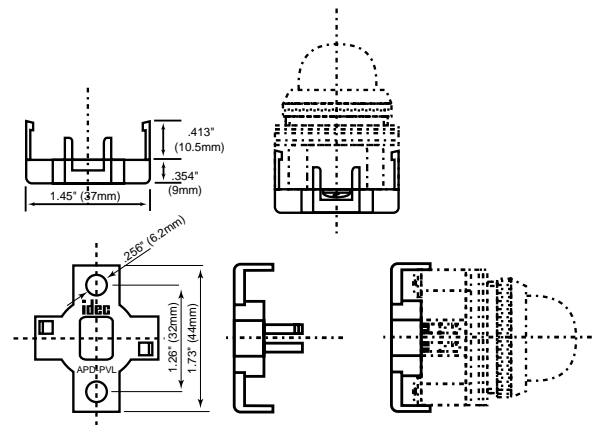 .413"
(10.5mm)
.354"
(9mm)
1.45" (37mm)
.256" (6.2mm)
idec
APD-PVL
1.26" (32mm)
1.73" (44mm)